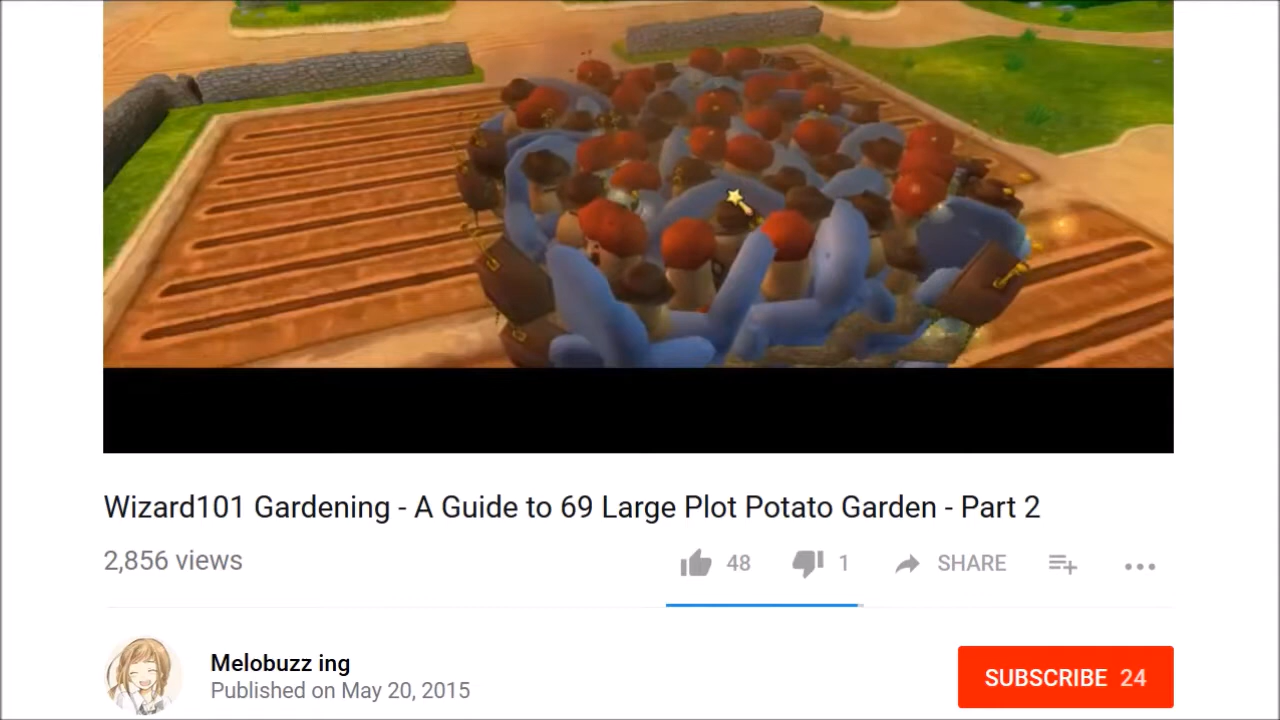 Wizard101 Gardening - A Guide to 69 Large Plot Potato Garden - Part 2
2,856 views
48
1
SHARE
Melobuzz ing
Published on May 20, 2015
SUBSCRIBE 24